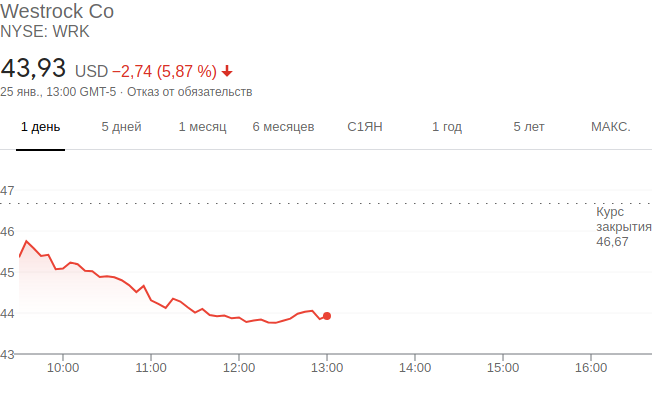 Westrock Co
NYSE: WRK
43,93 USD −2,74 (5,87 %)
25 янв., 13:00 GMT-5 · Отказ от обязательств
1 день 5 дней 1 месяц 6 месяцев С1ЯН 1 год 5 лет МАКС.
47
Курс
закрытия
46,67
46
45
44
43
10:00 11:00 12:00 13:00 14:00 15:00 16:00